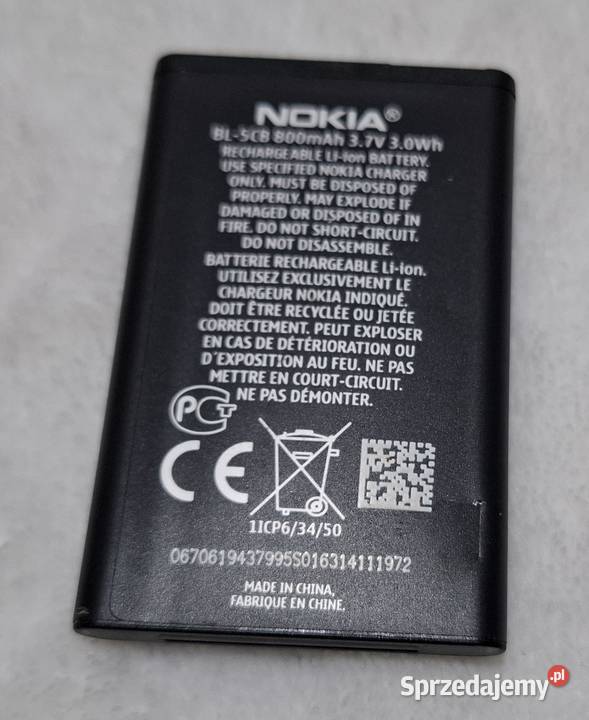 NOKIA®
BL-5CB 800mAh 3.7V 3.0Wh
RECHARGEABLE Li-ion BATTERY.
USE SPECIFIED NOKIA CHARGER
ONLY. MUST BE DISPOSED OF
PROPERLY. MAY EXPLODE IF
DAMAGED OR DISPOSED OF IN
FIRE. DO NOT SHORT-CIRCUIT.
DO NOT DISASSEMBLE.
BATTERIE RECHARGEABLE Li-ion.
UTILISEZ EXCLUSIVEMENT LE
CHARGEUR NOKIA INDIQUÉ.
DOIT ÊTRE RECYCLÉE OU JETÉE
CORRECTEMENT. PEUT EXPLOSER
EN CAS DE DÉTÉRIORATION OU
D'EXPOSITION AU FEU. NE PAS
METTRE EN COURT-CIRCUIT.
NE PAS DÉMONTER.
PCT
CE
1ICP6/34/50
0670619437995S016314111972
MADE IN CHINA,
FABRIQUE EN CHINE.
Sprzedajemy.pl